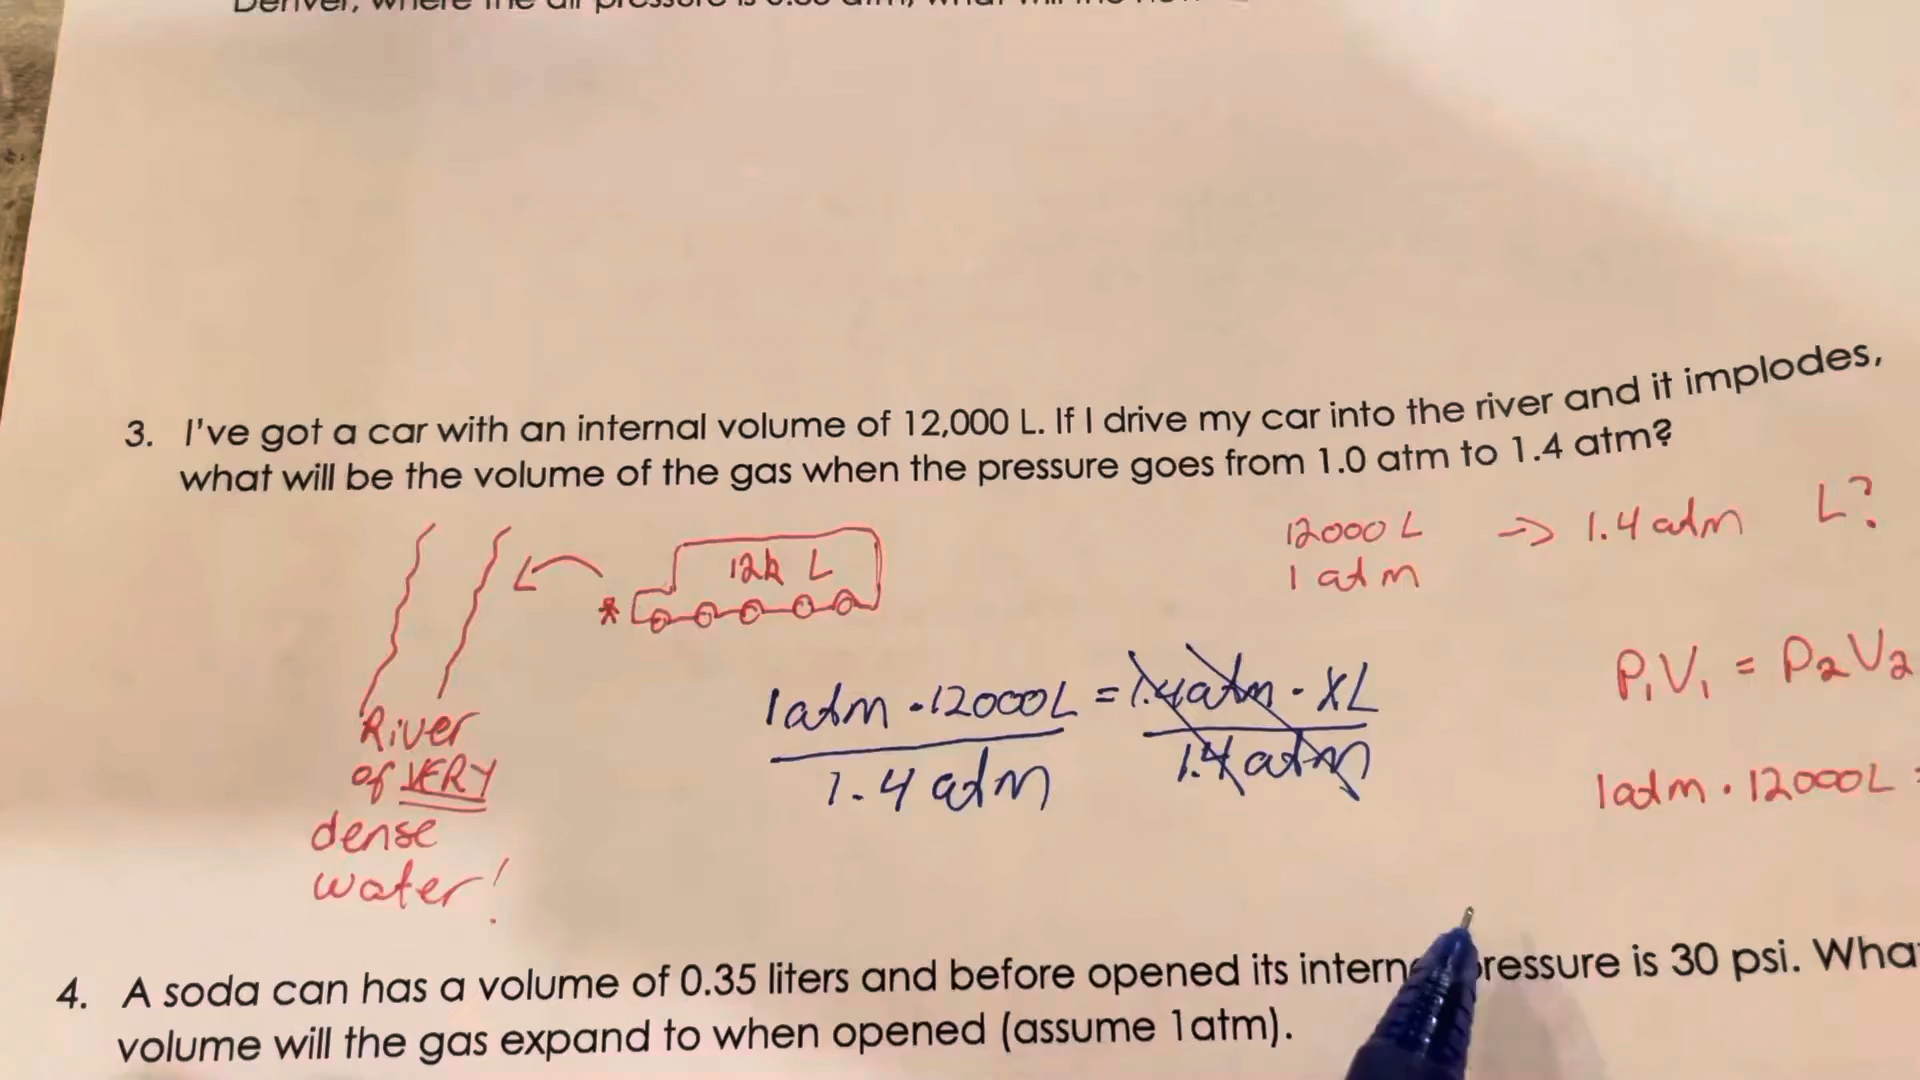 3. I've got a car with an internal volume of 12,000 L. If I drive my car into the river and it implodes,
what will be the volume of the gas when the pressure goes from 1.0 atm to 1.4 atm?
12000 L → 1.4 atm L?
1 atm
12k L
P₁V₁ = P₂V₂
1atm · 12000L = 1.4atm · XL
1.4 atm 1.4 atm
1atm · 12000L =
River
of VERY
dense
water!
4. A soda can has a volume of 0.35 liters and before opened its pressure is 30 psi.
volume will the gas expand to when opened (assume 1atm).